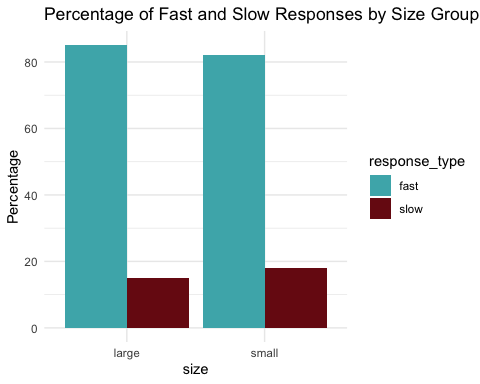 Percentage of Fast and Slow Responses by Size Group
80
60
40
20
0
Percentage
large
small
size
response_type
fast
slow